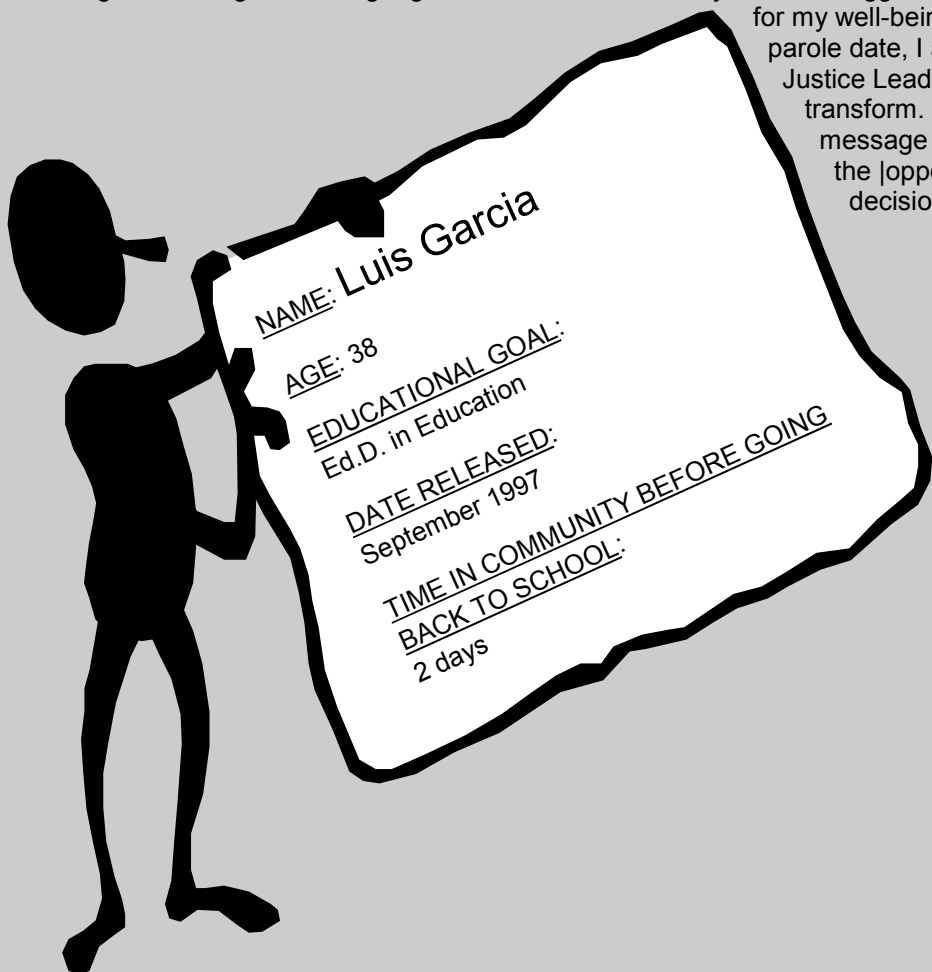 for my well-bein
parole date, I
Justice Lead
transform.
message
the |opp
decisio
NAME: Luis Garcia
AGE: 38
EDUCATIONAL GOAL:
Ed.D. in Education
DATE RELEASED:
September 1997
TIME IN COMMUNITY BEFORE GOING
BACK TO SCHOOL:
2 days